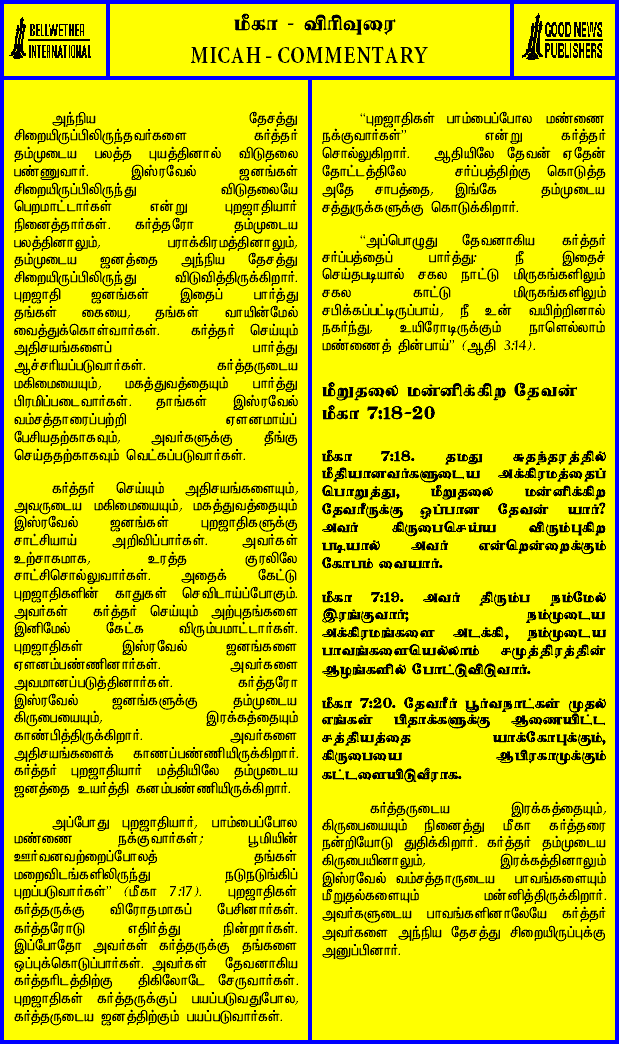 BELLWETHER
INTERNATIONAL
மீகா - விரிவுரை
MICAH - COMMENTARY
GOOD NEWS
PUBLISHERS
அந்நிய தேசத்து
சிறையிருப்பிலிருந்தவர்களை கர்த்தர்
தம்முடைய பலத்த புயத்தினால் விடுதலை
பண்ணுவார். இஸ்ரவேல் ஜனங்கள்
சிறையிருப்பிலிருந்து விடுதலையே
பெறமாட்டார்கள் என்று புறஜாதியார்
நினைத்தார்கள். கர்த்தரோ தம்முடைய
பலத்தினாலும், பராக்கிரமத்தினாலும்,
தம்முடைய ஜனத்தை அந்நிய தேசத்து
சிறையிருப்பிலிருந்து விடுவித்திருக்கிறார்.
புறஜாதி ஜனங்கள் இதைப் பார்த்து
தங்கள் கையை, தங்கள் வாயின்மேல்
வைத்துக்கொள்வார்கள். கர்த்தர் செய்யும்
அதிசயங்களைப் பார்த்து
ஆச்சரியப்படுவார்கள். கர்த்தருடைய
மகிமையையும், மகத்துவத்தையும் பார்த்து
பிரமிப்படைவார்கள். தாங்கள் இஸ்ரவேல்
வம்சத்தாரைப்பற்றி ஏளனமாய்ப்
பேசியதற்காகவும், அவர்களுக்கு தீங்கு
செய்ததற்காகவும் வெட்கப்படுவார்கள்.
கர்த்தர் செய்யும் அதிசயங்களையும்,
அவருடைய மகிமையையும், மகத்துவத்தையும்
இஸ்ரவேல் ஜனங்கள் புறஜாதிகளுக்கு
சாட்சியாய் அறிவிப்பார்கள். அவர்கள்
உற்சாகமாக, உரத்த குரலிலே
சாட்சிசொல்லுவார்கள். அதைக் கேட்டு
புறஜாதிகளின் காதுகள் செவிடாய்ப்போகும்.
அவர்கள் கர்த்தர் செய்யும் அற்புதங்களை
இனிமேல் கேட்க விரும்பமாட்டார்கள்.
புறஜாதிகள் இஸ்ரவேல் ஜனங்களை
ஏளனம்பண்ணினார்கள். அவர்களை
அவமானப்படுத்தினார்கள். கர்த்தரோ
இஸ்ரவேல் ஜனங்களுக்கு தம்முடைய
கிருபையையும், இரக்கத்தையும்
காண்பித்திருக்கிறார். அவர்களை
அதிசயங்களைக் காணப்பண்ணியிருக்கிறார்.
கர்த்தர் புறஜாதியார் மத்தியிலே தம்முடைய
ஜனத்தை உயர்த்தி கனம்பண்ணியிருக்கிறார்.
அப்போது புறஜாதியார், பாம்பைப்போல
மண்ணை நக்குவார்கள்; பூமியின்
ஊர்வனவற்றைப்போலத் தங்கள்
மறைவிடங்களிலிருந்து நடுநடுங்கிப்
புறப்படுவார்கள்" (மீகா 7:17). புறஜாதிகள்
கர்த்தருக்கு விரோதமாகப் பேசினார்கள்.
கர்த்தரோடு எதிர்த்து நின்றார்கள்.
இப்போதோ அவர்கள் கர்த்தருக்கு தங்களை
ஒப்புக்கொடுப்பார்கள். அவர்கள் தேவனாகிய
கர்த்தரிடத்திற்கு திகிலோடே சேருவார்கள்.
புறஜாதிகள் கர்த்தருக்குப் பயப்படுவதுபோல,
கர்த்தருடைய ஜனத்திற்கும் பயப்படுவார்கள்.
"புறஜாதிகள் பாம்பைப்போல மண்ணை
நக்குவார்கள்" என்று கர்த்தர்
சொல்லுகிறார். ஆதியிலே தேவன் ஏதேன்
தோட்டத்திலே சர்ப்பத்திற்கு கொடுத்த
அதே சாபத்தை, இங்கே தம்முடைய
சத்துருக்களுக்கு கொடுக்கிறார்.
"அப்பொழுது தேவனாகிய கர்த்தர்
சர்ப்பத்தைப் பார்த்து: நீ இதைச்
செய்தபடியால் சகல நாட்டு மிருகங்களிலும்
சகல காட்டு மிருகங்களிலும்
சபிக்கப்பட்டிருப்பாய், நீ உன் வயிற்றினால்
நகர்ந்து, உயிரோடிருக்கும் நாளெல்லாம்
மண்ணைத் தின்பாய்" (ஆதி 3:14).
மீறுதலை மன்னிக்கிற தேவன்
மீகா 7:18-20
மீகா 7:18. தமது சுதந்தரத்தில்
மீதியானவர்களுடைய அக்கிரமத்தைப்
பொறுத்து, மீறுதலை மன்னிக்கிற
தேவரீருக்கு ஒப்பான தேவன் யார்?
அவர் கிருபைசெய்ய விரும்புகிற
படியால் அவர் என்றென்றைக்கும்
கோபம் வையார்.
மீகா 7:19. அவர் திரும்ப நம்மேல்
இரங்குவார்; நம்முடைய
அக்கிரமங்களை அடக்கி, நம்முடைய
பாவங்களையெல்லாம் சமுத்திரத்தின்
ஆழங்களில் போட்டுவிடுவார்.
மீகா 7:20. தேவரீர் பூர்வநாட்கள் முதல்
எங்கள் பிதாக்களுக்கு ஆணையிட்ட
சத்தியத்தை யாக்கோபுக்கும்,
கிருபையை ஆபிரகாமுக்கும்
கட்டளையிடுவீராக.
கர்த்தருடைய இரக்கத்தையும்,
கிருபையையும் நினைத்து மீகா கர்த்தரை
நன்றியோடு துதிக்கிறார். கர்த்தர் தம்முடைய
கிருபையினாலும், இரக்கத்தினாலும்
இஸ்ரவேல் வம்சத்தாருடைய பாவங்களையும்
மீறுதல்களையும் மன்னித்திருக்கிறார்.
அவர்களுடைய பாவங்களினாலேயே கர்த்தர்
அவர்களை அந்நிய தேசத்து சிறையிருப்புக்கு
அனுப்பினார்.